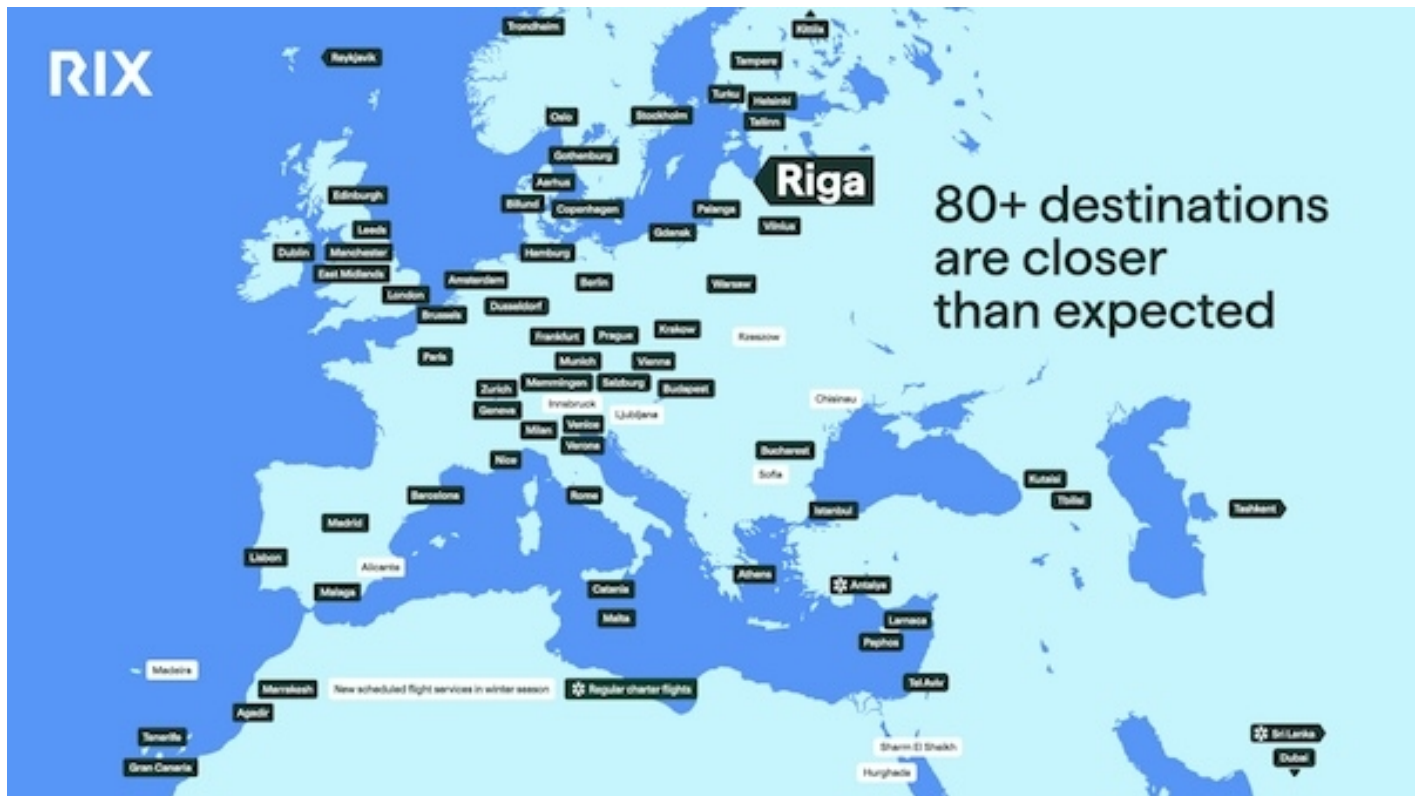 RIX
Trondheim
Kittila
Reykjavik
Tampere
Turku
Helsinki
Oslo
Stockholm
Tallinn
Gothenburg
Riga
Aarhus
Edinburgh
Billund
Copenhagen
Palanga
80+ destinations
are closer
than expected
Leeds
Gdansk
Vilnius
Dublin
Manchester
Hamburg
East Midlands
Amsterdam
Berlin
Warsaw
London
Dusseldorf
Brussels
Frankfurt
Prague
Krakow
Rzeszow
Paris
Munich
Vienna
Zurich
Memmingen
Salzburg
Budapest
Geneva
Innsbruck
Ljubljana
Chisinau
Milan
Venice
Verona
Bucharest
Nice
Sofia
Kutaisi
Barcelona
Rome
Tbilisi
Tashkent
Madrid
Istanbul
Lisbon
Alicante
Athens
Antalya
Malaga
Catania
Malta
Larnaca
Paphos
Madeira
Marrakesh
New scheduled flight services in winter season
Regular charter flights
Tel Aviv
Agadir
Tenerife
Sri Lanka
Sharm El Sheikh
Dubai
Gran Canaria
Hurghada